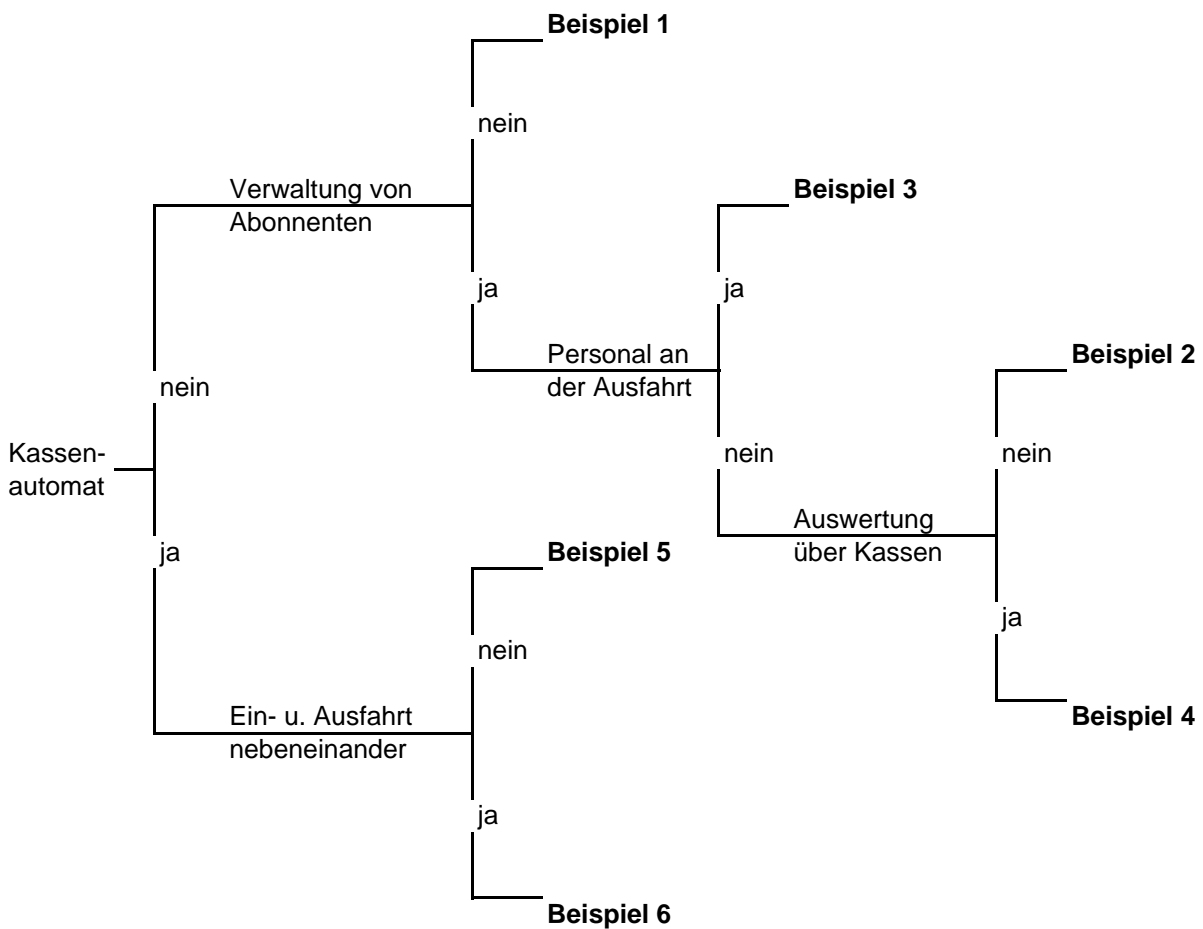 Beispiel 1
nein
Verwaltung von
Abonnenten
Beispiel 3
ja
ja
Personal an
der Ausfahrt
Beispiel 2
nein
Kassen-
automat
nein
nein
Auswertung
über Kassen
ja
Beispiel 5
ja
nein
Ein- u. Ausfahrt
nebeneinander
Beispiel 4
ja
Beispiel 6